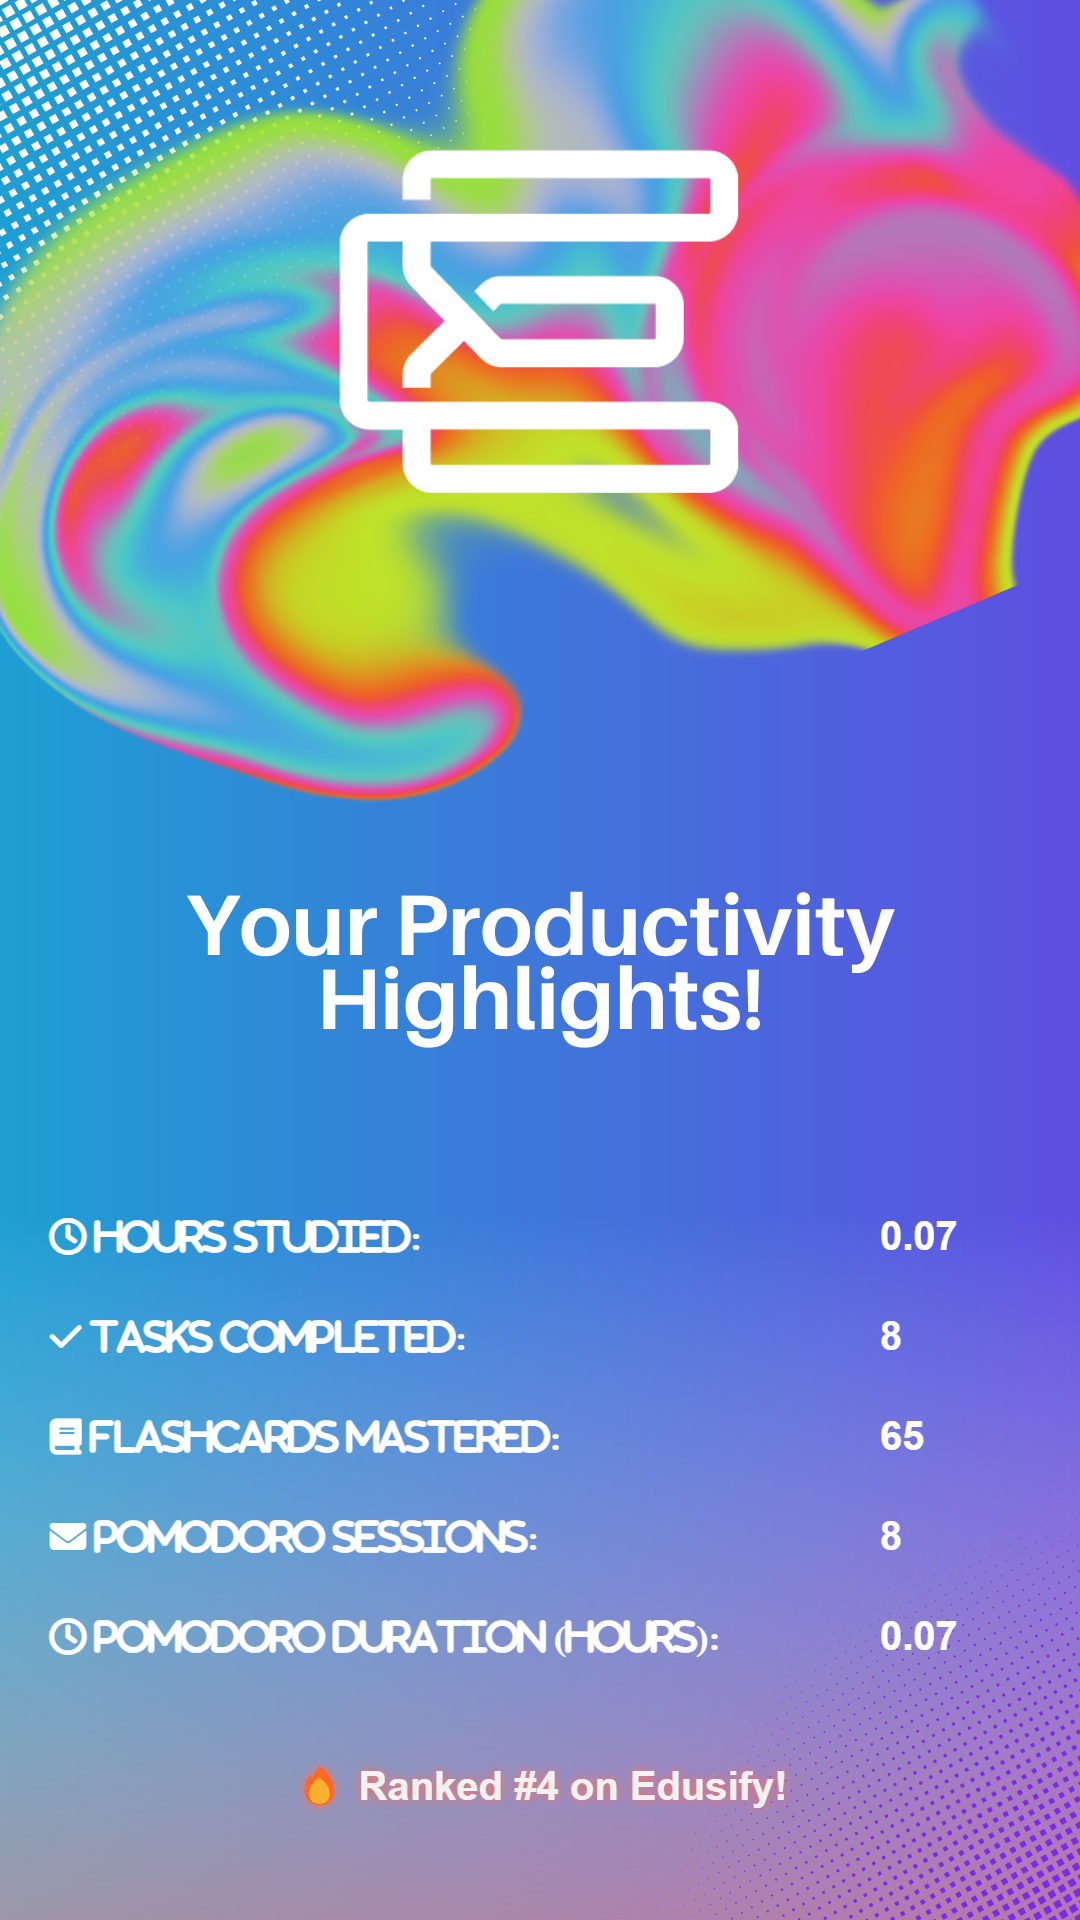 Your Productivity
Highlights!
HOURS STUDIED: 0.07
TASKS COMPLETED: 8
FLASHCARDS MASTERED: 65
POMODORO SESSIONS: 8
POMODORO DURATION (HOURS): 0.07
🔥 Ranked #4 on Edusify!